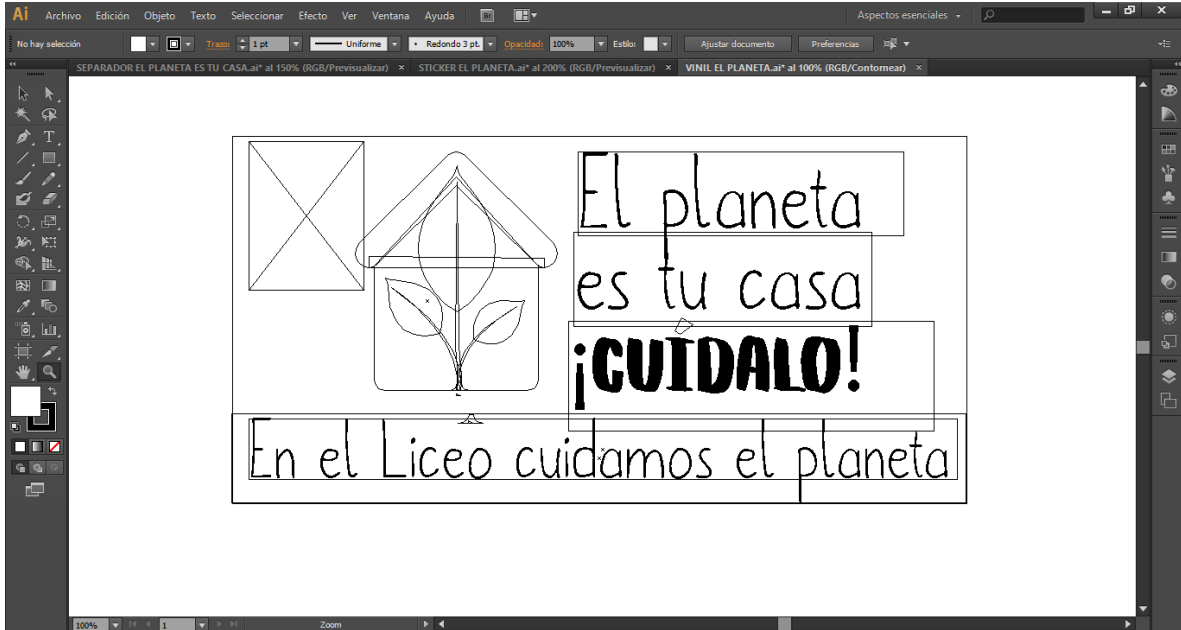 Ai Archivo Edición Objeto Texto Seleccionar Efecto Ver Ventana Ayuda Br Aspectos esenciales
No hay selección Trazo: 1 pt Uniforme Redondo 3 pt. Opacidad: 100% Estilo: Ajustar documento Preferencias
SEPARADOR EL PLANETA ES TU CASA.ai* al 150% (RGB/Previsualizar) × STICKER EL PLANETA.ai* al 200% (RGB/Previsualizar) × VINIL EL PLANETA.ai* al 100% (RGB/Contornear) ×
El planeta
es tu casa
¡CUÍDALO!
En el Liceo cuidamos el planeta
100% 1 Zoom